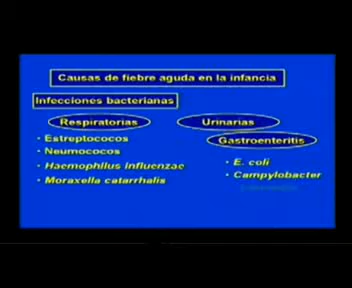 Causas de fiebre aguda en la infancia
Infecciones bacterianas
Respiratorias
• Estreptococos
• Neumococos
• Haemophilus influenzae
• Moraxella catarrhalis
Urinarias
Gastroenteritis
• E. coli
• Campylobacter